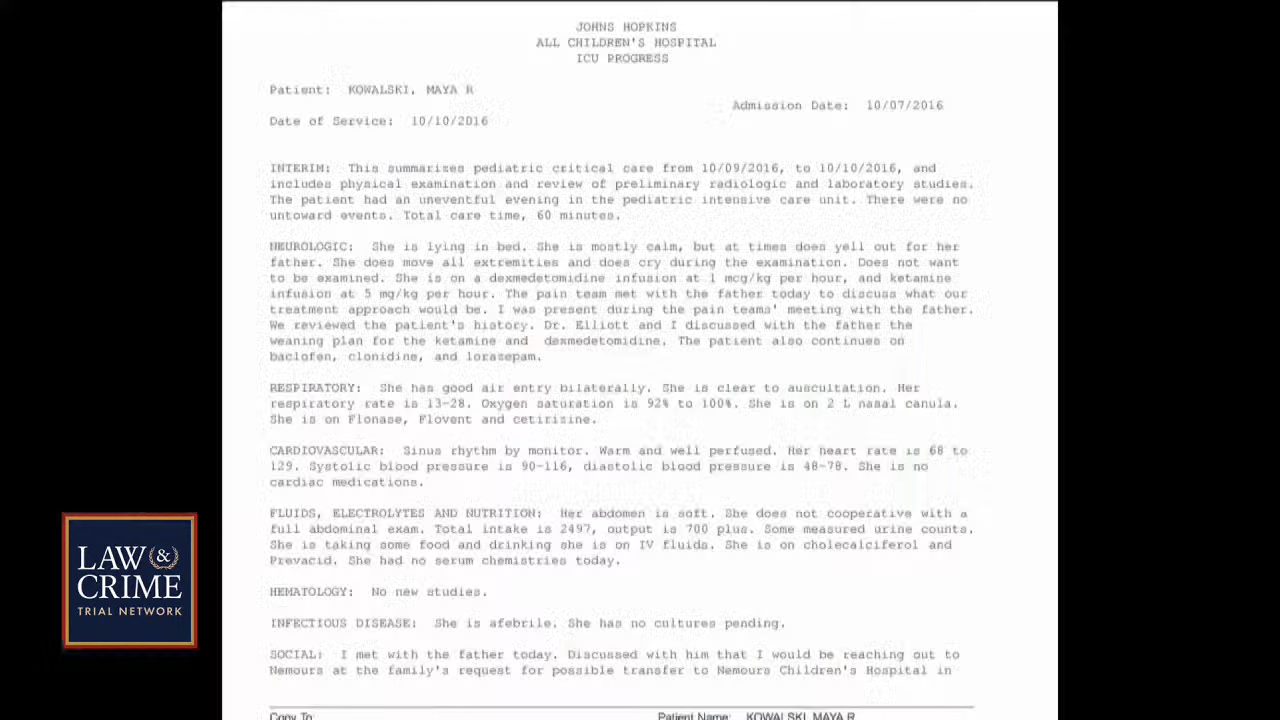 JOHNS HOPKINS
ALL CHILDREN'S HOSPITAL
ICU PROGRESS
Patient: KOWALSKI, MAYA R
Admission Date: 10/07/2016
Date of Service: 10/10/2016
INTERIM: This summarizes pediatric critical care from 10/09/2016, to 10/10/2016, and
includes physical examination and review of preliminary radiologic and laboratory studies.
The patient had an uneventful evening in the pediatric intensive care unit. There were no
untoward events. Total care time, 60 minutes.
NEUROLOGIC: She is lying in bed. She is mostly calm, but at times does yell out for her
father. She does move all extremities and does cry during the examination. Does not want
to be examined. She is on a dexmedetomidine infusion at 1 mcg/kg per hour, and ketamine
infusion at 5 mg/kg per hour. The pain team met with the father today to discuss what our
treatment approach would be. I was present during the pain teams' meeting with the father.
We reviewed the patient's history. Dr. Elliott and I discussed with the father the
weaning plan for the ketamine and dexmedetomidine. The patient also continues on
baclofen, clonidine, and lorazepam.
RESPIRATORY: She has good air entry bilaterally. She is clear to auscultation. Her
respiratory rate is 13-28. Oxygen saturation is 92% to 100%. She is on 2 L nasal canula.
She is on Flonase, Flovent and cetirizine.
CARDIOVASCULAR: Sinus rhythm by monitor. Warm and well perfused. Her heart rate is 68 to
129. Systolic blood pressure is 90-116, diastolic blood pressure is 48-78. She is no
cardiac medications.
FLUIDS, ELECTROLYTES AND NUTRITION: Her abdomen is soft. She does not cooperative with a
full abdominal exam. Total intake is 2497, output is 700 plus. Some measured urine counts.
She is taking some food and drinking she is on IV fluids. She is on cholecalciferol and
Prevacid. She had no serum chemistries today.
HEMATOLOGY: No new studies.
INFECTIOUS DISEASE: She is afebrile. She has no cultures pending.
SOCIAL: I met with the father today. Discussed with him that I would be reaching out to
Nemours at the family's request for possible transfer to Nemours Children's Hospital in
Copy To:
Patient Name: KOWALSKI, MAYA R
LAW &
CRIME
TRIAL NETWORK